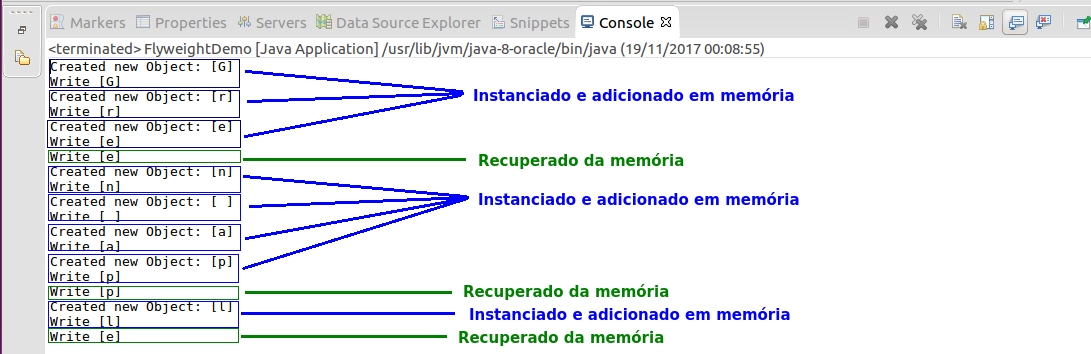 Markers Properties Servers Data Source Explorer Snippets Console
<terminated> FlyweightDemo [Java Application] /usr/lib/jvm/java-8-oracle/bin/java (19/11/2017 00:08:55)
Created new Object: [G]
Write [G]
Created new Object: [r]
Instanciado e adicionado em memória
Write [r]
Created new Object: [e]
Write [e]
Write [e]
Recuperado da memória
Created new Object: [n]
Write [n]
Created new Object: [ ]
Instanciado e adicionado em memória
Write [ ]
Created new Object: [a]
Write [a]
Created new Object: [p]
Write [p]
Write [p]
Recuperado da memória
Created new Object: [l]
Instanciado e adicionado em memória
Write [l]
Write [e]
Recuperado da memória